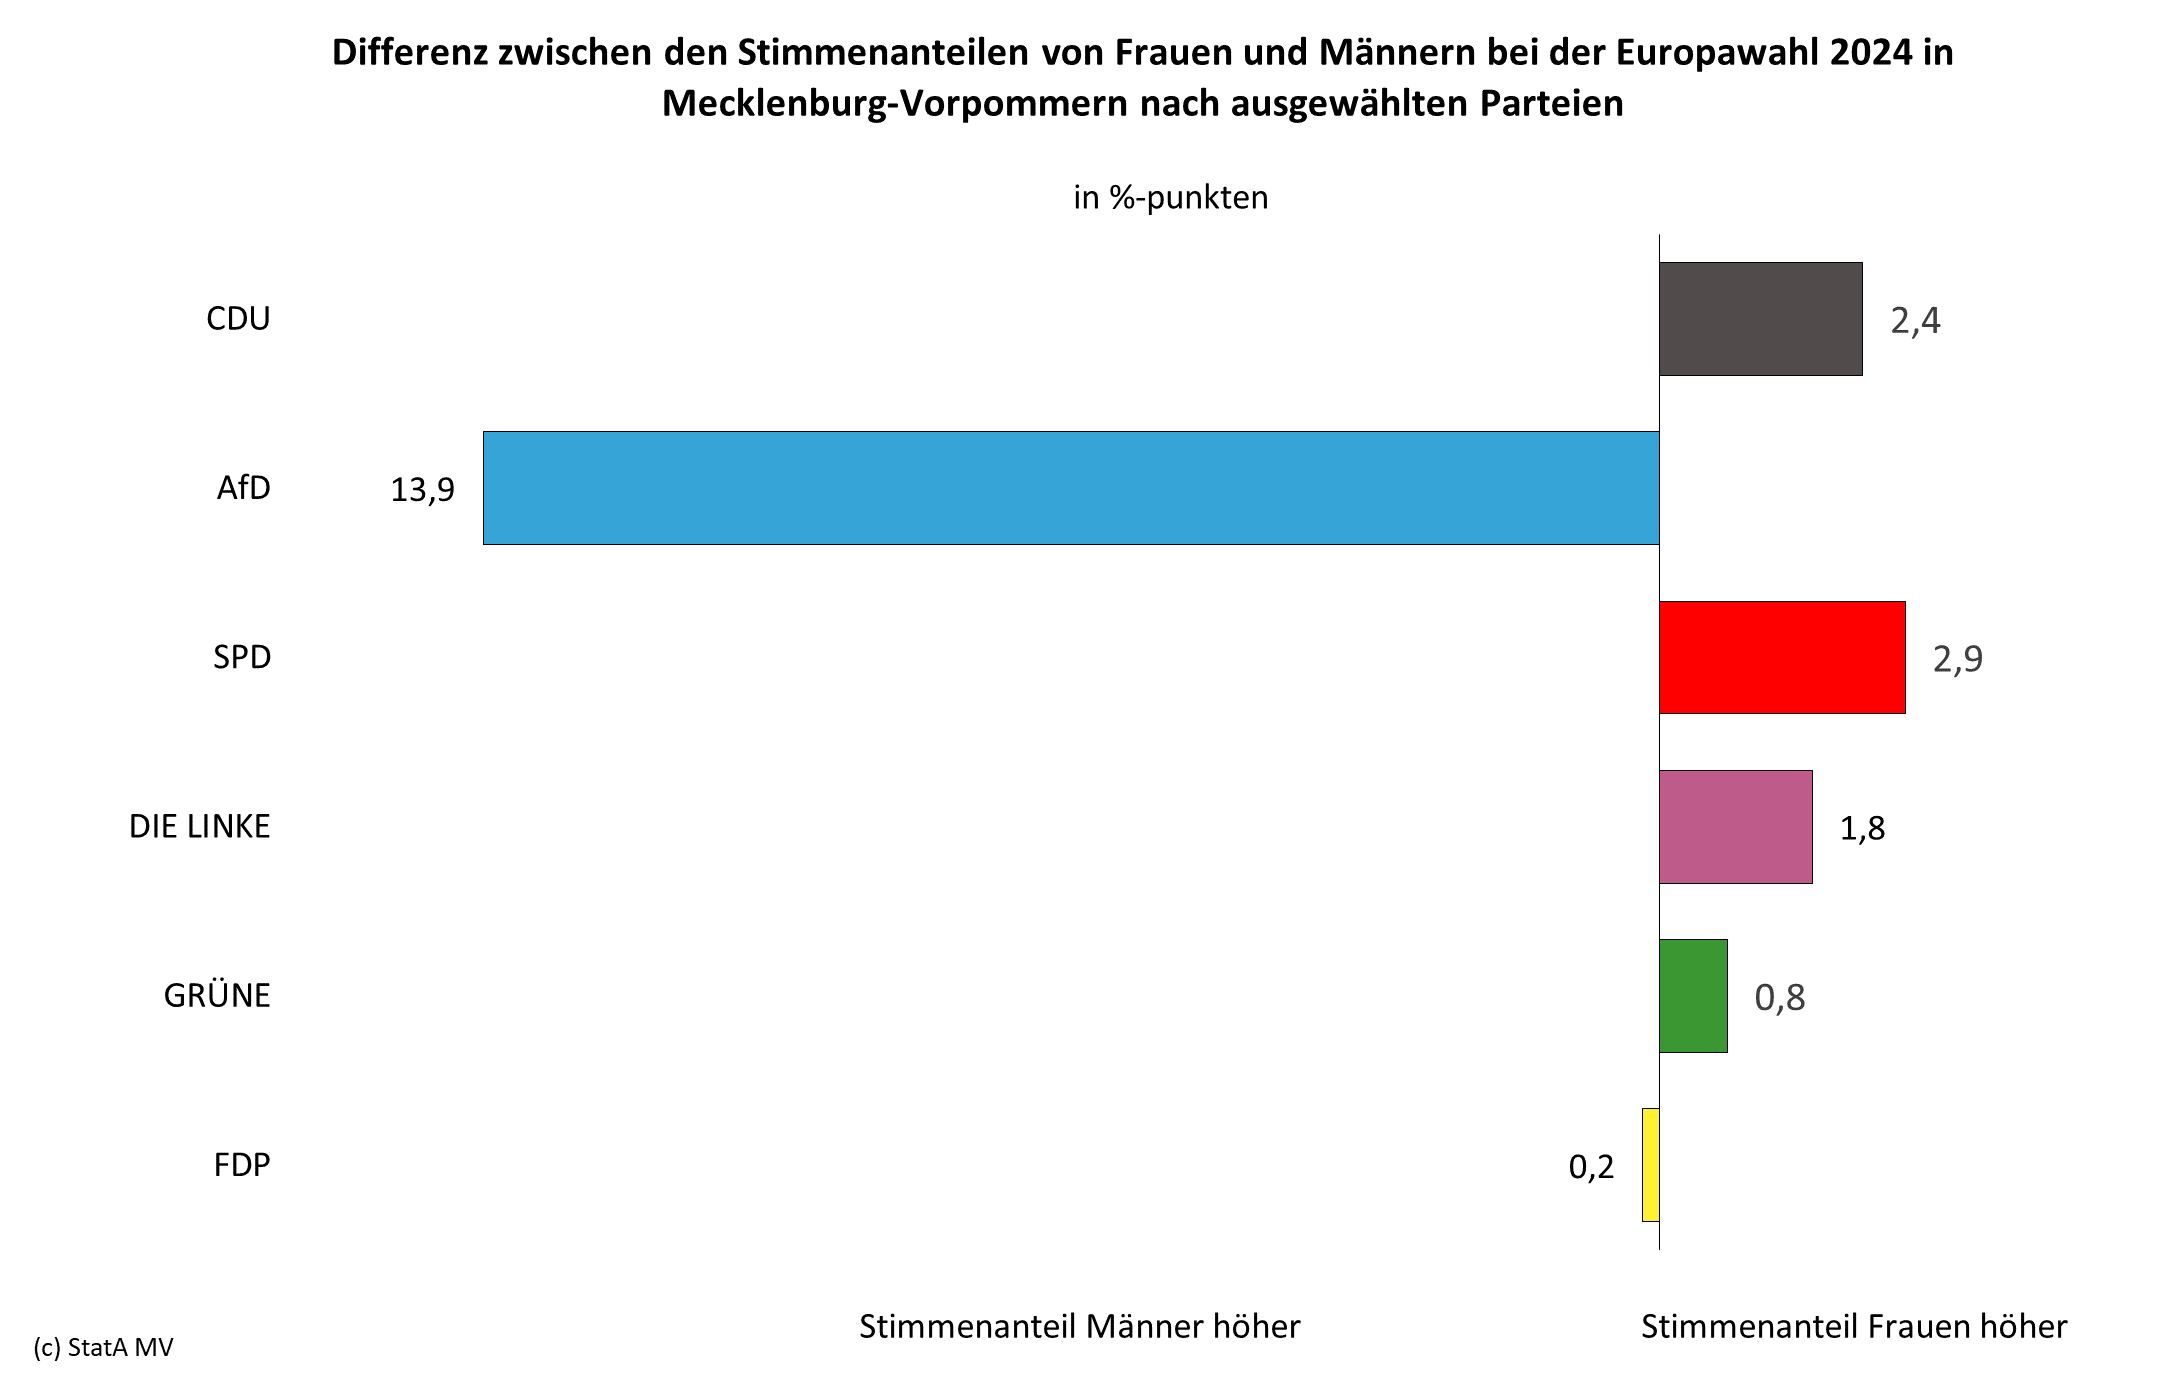 Differenz zwischen den Stimmenanteilen von Frauen und Männern bei der Europawahl 2024 in
Mecklenburg-Vorpommern nach ausgewählten Parteien
in %-punkten
CDU 2,4
AfD 13,9
SPD 2,9
DIE LINKE 1,8
GRÜNE 0,8
FDP 0,2
Stimmenanteil Männer höher Stimmenanteil Frauen höher
(c) StatA MV